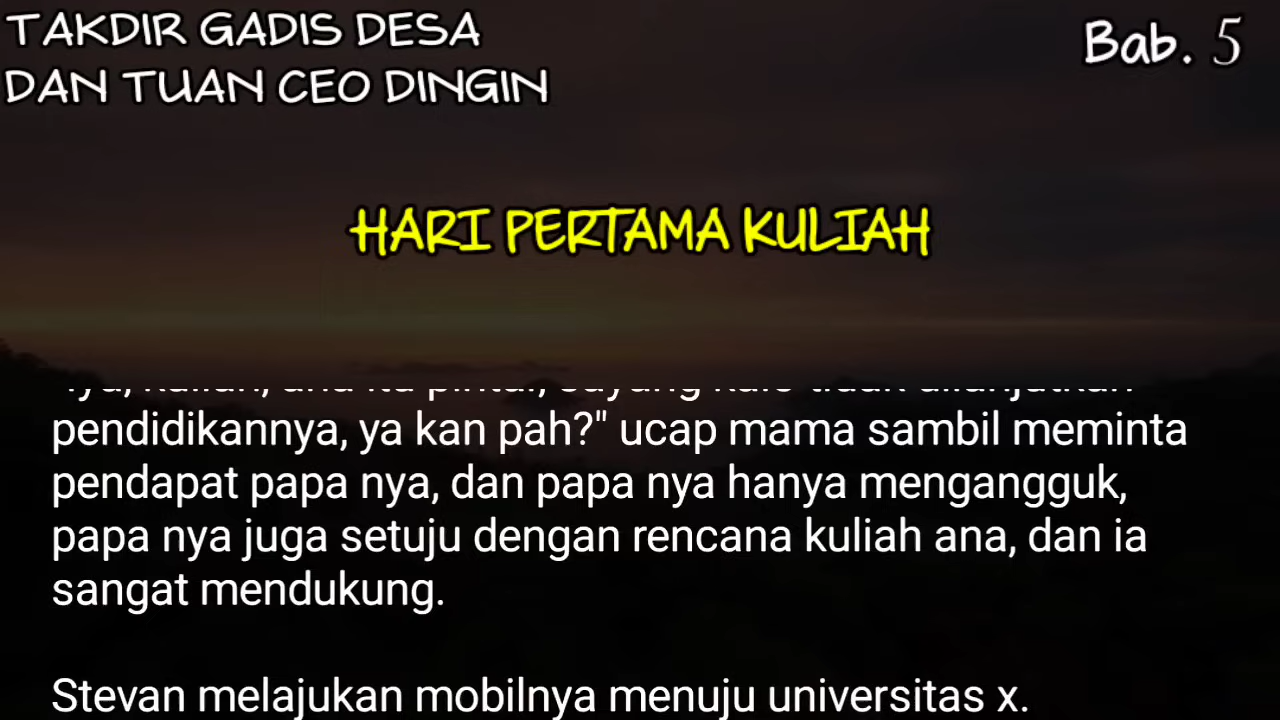 TAKDIR GADIS DESA
DAN TUAN CEO DINGIN
Bab. 5
HARI PERTAMA KULIAH
pendidikannya, ya kan pah?" ucap mama sambil meminta
pendapat papa nya, dan papa nya hanya mengangguk,
papa nya juga setuju dengan rencana kuliah ana, dan ia
sangat mendukung.
Stevan melajukan mobilnya menuju universitas x.